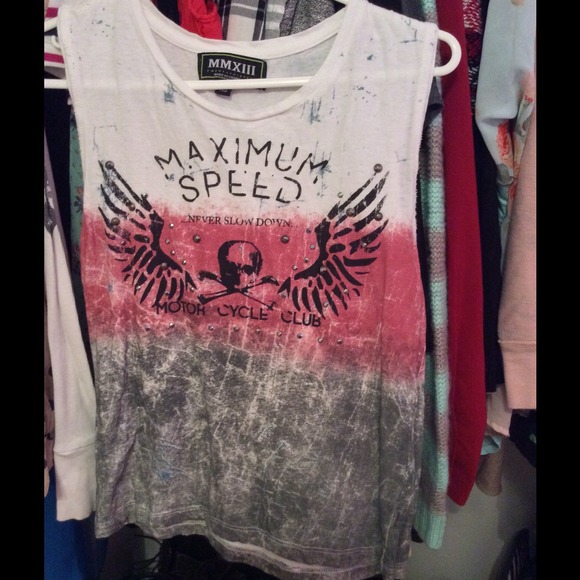 MMXIII
MAXIMUM
SPEED
NEVER SLOW DOWN
MOTOR CYCLE CLUB